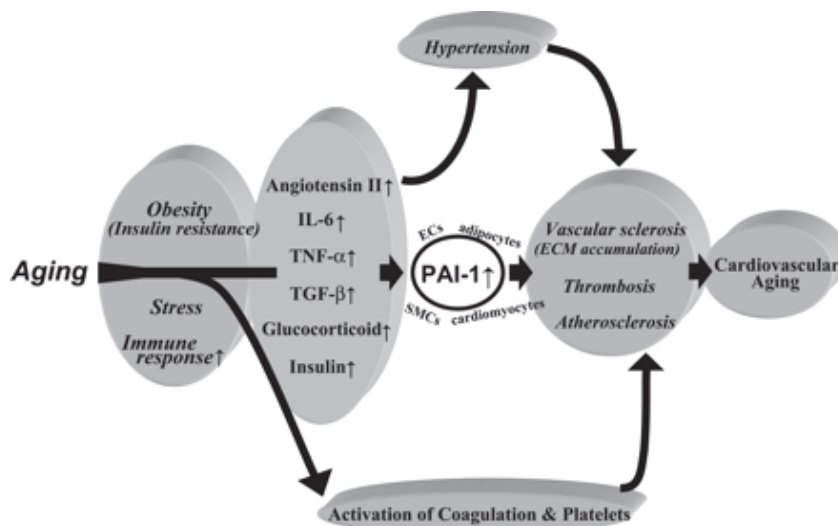 Hypertension
Aging
Obesity
(Insulin resistance)
Stress
Immune
response↑
Angiotensin II↑
IL-6↑
TNF-α↑
TGF-β↑
Glucocorticoid↑
Insulin↑
ECs adipocytes
PAI-1↑
SMCs cardiomyocytes
Vascular sclerosis
(ECM accumulation)
Thrombosis
Atherosclerosis
Cardiovascular
Aging
Activation of Coagulation & Platelets